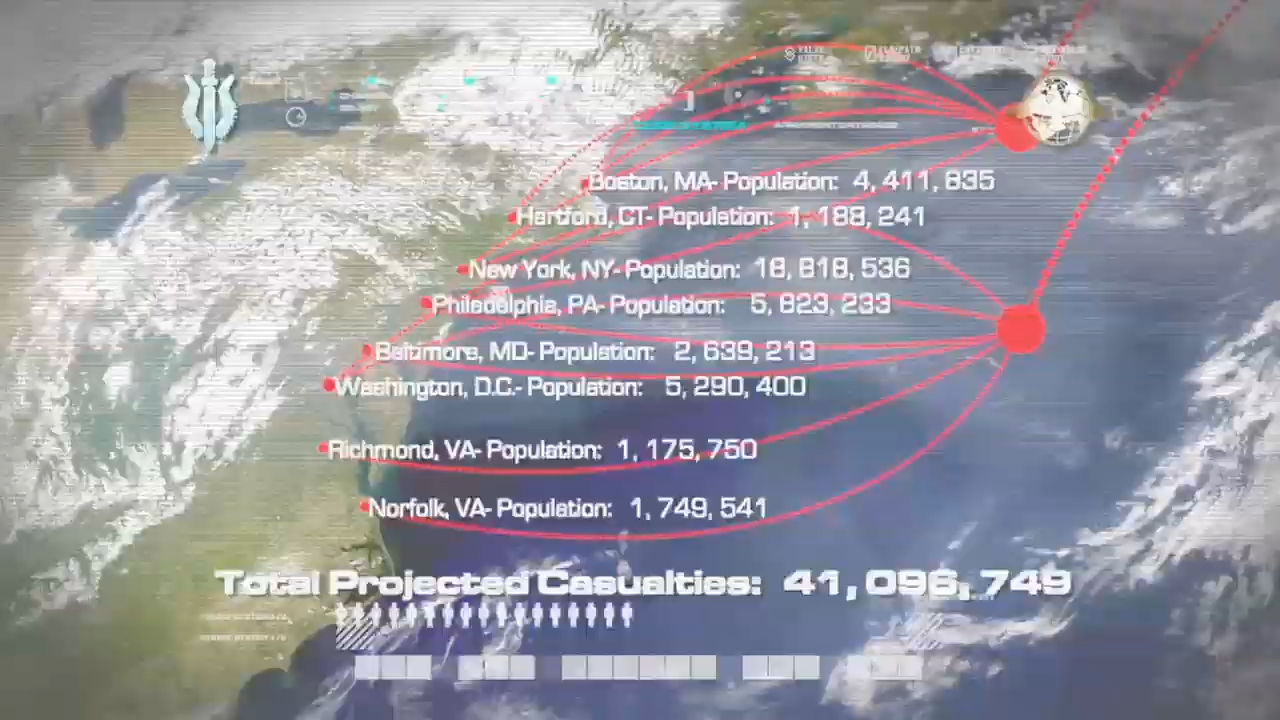 Boston, MA- Population: 4, 411, 835
Hartford, CT- Population: 1, 188, 241
New York, NY- Population: 18, 818, 536
Philadelphia, PA- Population: 5, 823, 233
Baltimore, MD- Population: 2, 639, 213
Washington, D.C.- Population: 5, 290, 400
Richmond, VA- Population: 1, 175, 750
Norfolk, VA- Population: 1, 749, 541
Total Projected Casualties: 41, 096, 749